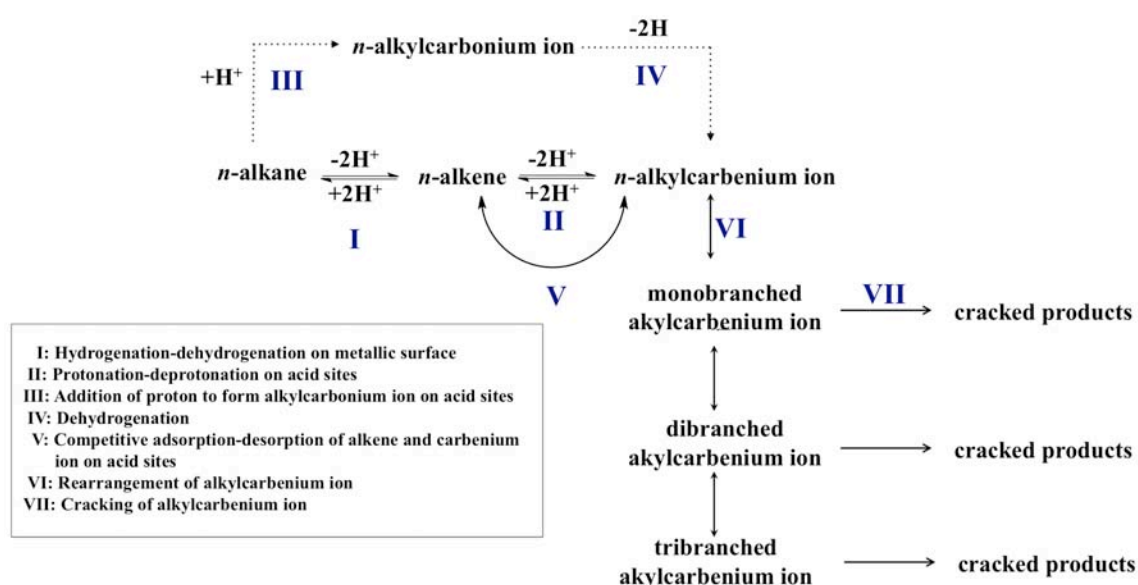 n-alkylcarbonium ion
-2H
+H⁺
III
IV
n-alkane
-2H⁺
+2H⁺
n-alkene
-2H⁺
+2H⁺
n-alkylcarbenium ion
I
II
VI
V
monobranched
akylcarbenium ion
VII
cracked products
I: Hydrogenation-dehydrogenation on metallic surface
II: Protonation-deprotonation on acid sites
III: Addition of proton to form alkylcarbonium ion on acid sites
IV: Dehydrogenation
V: Competitive adsorption-desorption of alkene and carbenium
ion on acid sites
VI: Rearrangement of alkylcarbenium ion
VII: Cracking of alkylcarbenium ion
dibranched
akylcarbenium ion
cracked products
tribranched
akylcarbenium ion
cracked products